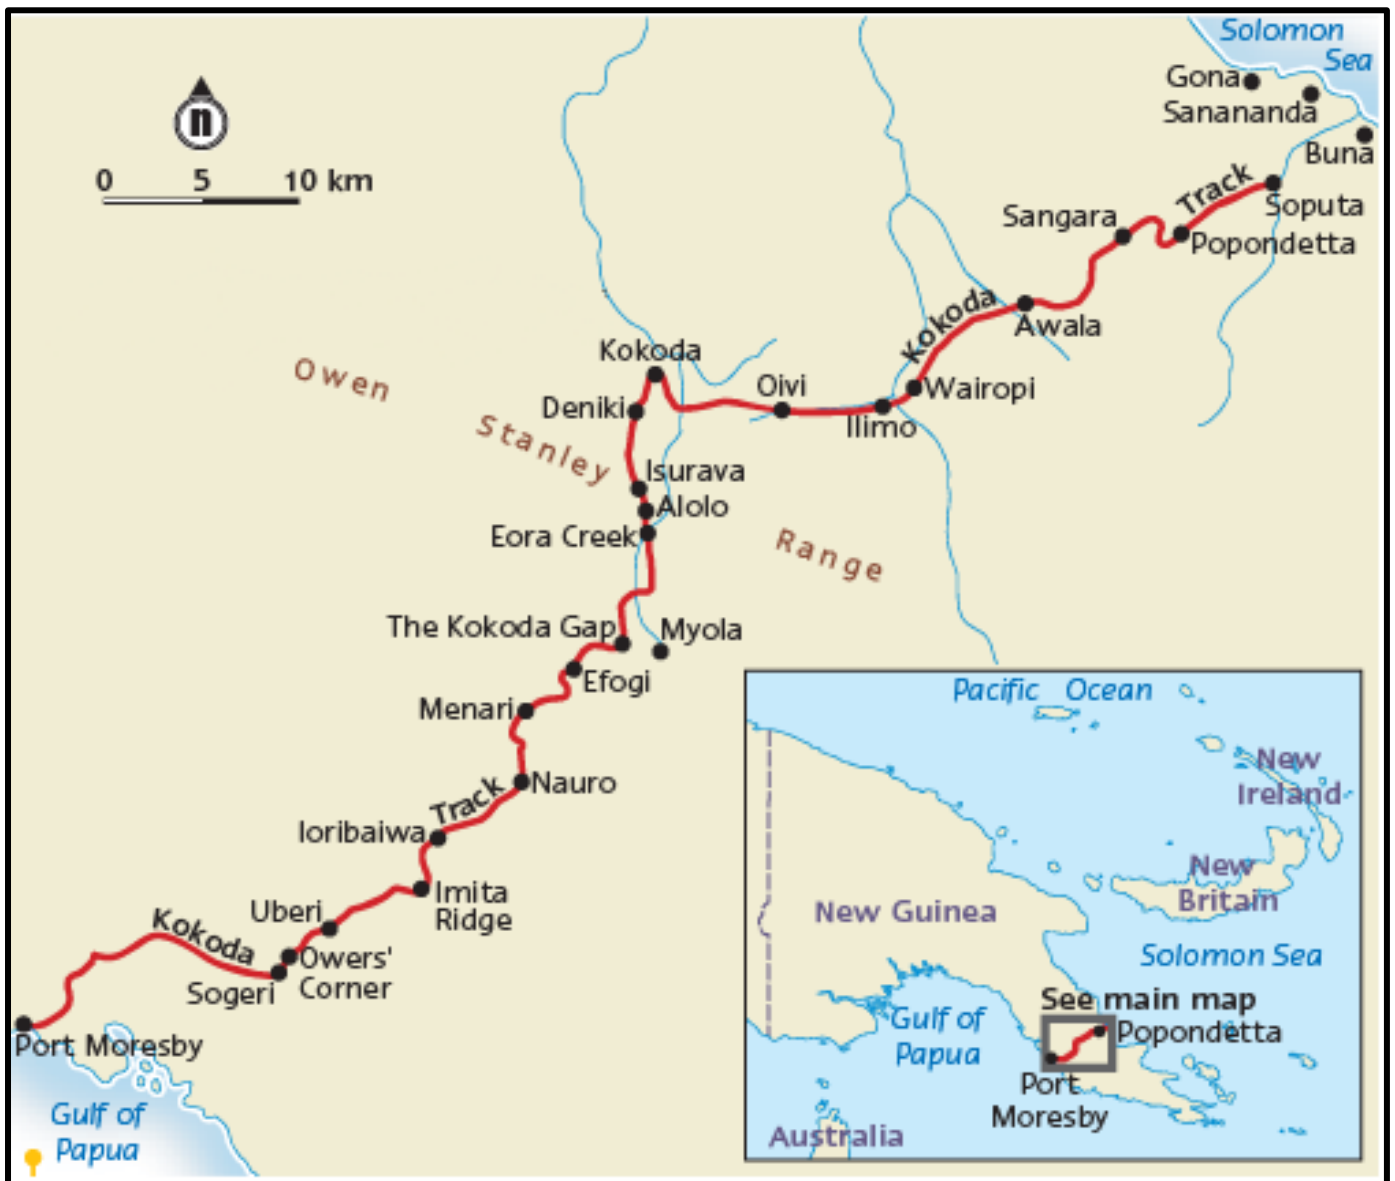 Solomon
Sea
Gona
Sanananda
Buna
n
0 5 10 km
Track
Soputa
Sangara
Popondetta
Kokoda
Awala
Kokoda
Owen
Oivi
Wairopi
Deniki
Ilimo
Stanley
Isurava
Alolo
Eora Creek
Range
The Kokoda Gap
Myola
Efogi
Menari
Nauro
Track
Ioribaiwa
Imita
Ridge
Uberi
Kokoda
Owers'
Corner
Sogeri
Port Moresby
Gulf of
Papua
Pacific Ocean
New
Ireland
New
Britain
New Guinea
Solomon Sea
See main map
Gulf of
Papua
Popondetta
Port
Moresby
Australia